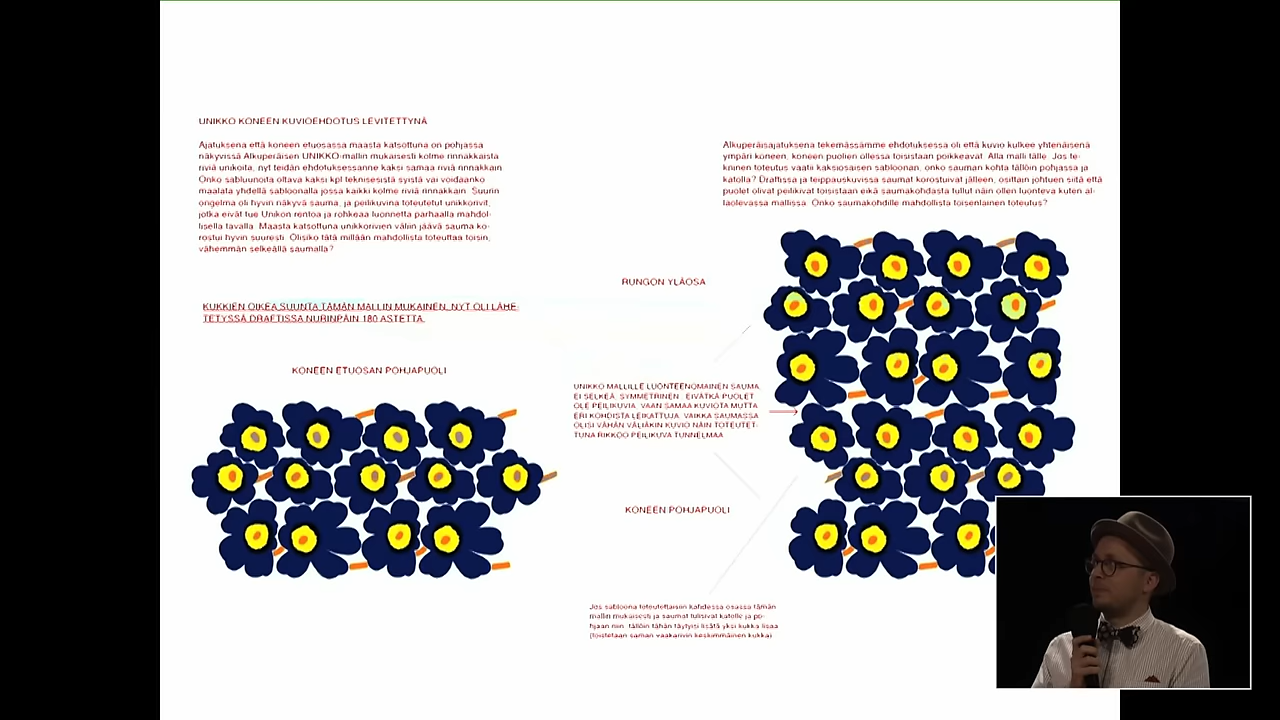 UNIKKO KONEEN KUVIOEHDOTUS LEVITETTYNÄ
Ajatuksena että koneen etuosassa maasta katsottuna on pohjassa
näkyvissä Alkuperäisen UNIKKO-mallin mukaisesti kolme rinnakkaista
riviä unikoita, nyt teidän ehdotuksessanne kaksi samaa riviä rinnakkain.
Onko sabluunoita oltava kaksi kpl teknisesistä syistä vai voidaanko
maalata yhdellä sabloonalla jossa kaikki kolme riviä rinnakkain. Suurin
ongelma oli hyvin näkyvä sauma, ja peilikuvina toteutetut unikkorivit,
jotka eivät tue Unikon rentoa ja rohkeaa luonnetta parhaalla mahdol-
lisella tavalla. Maasta katsottuna unikkorivien väliin jäävä sauma ko-
rostui hyvin suuresti. Olisiko tätä millään mahdollista toteuttaa toisin,
vähemmän selkeällä saumalla?
KUKKIEN OIKEA SUUNTA TÄMÄN MALLIN MUKAINEN, NYT OLI LÄHE-
TETYSSÄ DRAFTISSA NURINPÄIN 180 ASTETTA.
KONEEN ETUOSAN POHJAPUOLI
Alkuperäisajatuksena tekemässämme ehdotuksessa oli että kuvio kulkee yhtenäisenä
ympäri koneen, koneen puolien ollessa toisistaan poikkeavat. Alla malli tälle. Jos te-
kninen toteutus vaatii kaksiosaisen sabloonan, onko sauman kohta tällöin pohjassa ja
katolla? Draftissa ja teippauskuvissa saumat korostuivat jälleen, osittain johtuen siitä että
puolet olivat peilikivat toisistaan eikä saumakohdasta tullut näin ollen luonteva kuten al-
laolevassa mallissa. Onko saumakohdille mahdollista toisenlainen toteutus?
RUNGON YLÄOSA
UNIKKO MALLILLE LUONTEENOMAINEN SAUMA
EI SELKEÄ, SYMMETRINEN. EIVÄTKÄ PUOLET
OLE PEILIKUVIA, VAAN SAMAA KUVIOTA MUTTA
ERI KOHDISTA LEIKATTUJA. VAIKKA SAUMASSA
OLISI VÄHÄN VÄLIÄKIN KUVIO NÄIN TOTEUTET-
TUNA RIKKOO PEILIKUVA TUNNELMAA
KONEEN POHJAPUOLI
Jos sabloona toteutettaisiin kahdessa osassa tämän
mallin mukaisesti ja saumat tulisivat katolle ja po-
hjaan niin, tällöin tähän täytyisi lisätä yksi kukka lisää
(toistetaan saman vaakarivin keskimmäinen kukka)